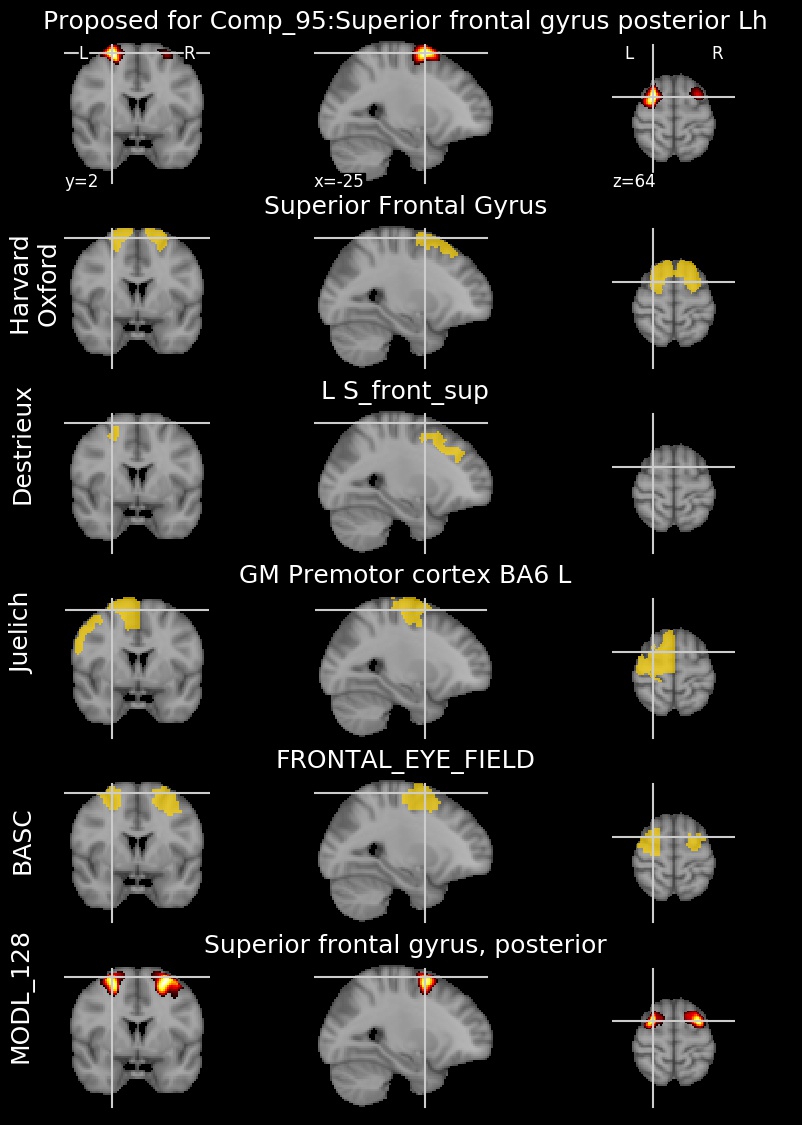 Proposed for Comp_95:Superior frontal gyrus posterior Lh
L R
L R
y=2
x=-25
z=64
Superior Frontal Gyrus
Harvard
Oxford
L S_front_sup
Destrieux
GM Premotor cortex BA6 L
Juelich
FRONTAL_EYE_FIELD
BASC
Superior frontal gyrus, posterior
MODL_128